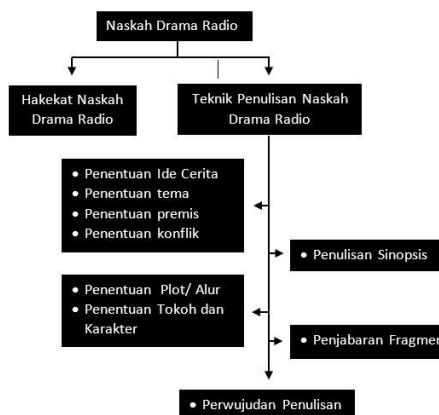 Naskah Drama Radio
Hakekat Naskah
Drama Radio
Teknik Penulisan Naskah
Drama Radio
• Penentuan Ide Cerita
• Penentuan tema
• Penentuan premis
• Penentuan konflik
• Penulisan Sinopsis
• Penentuan Plot/ Alur
• Penentuan Tokoh dan
Karakter
• Penjabaran Fragmen
• Perwujudan Penulisan